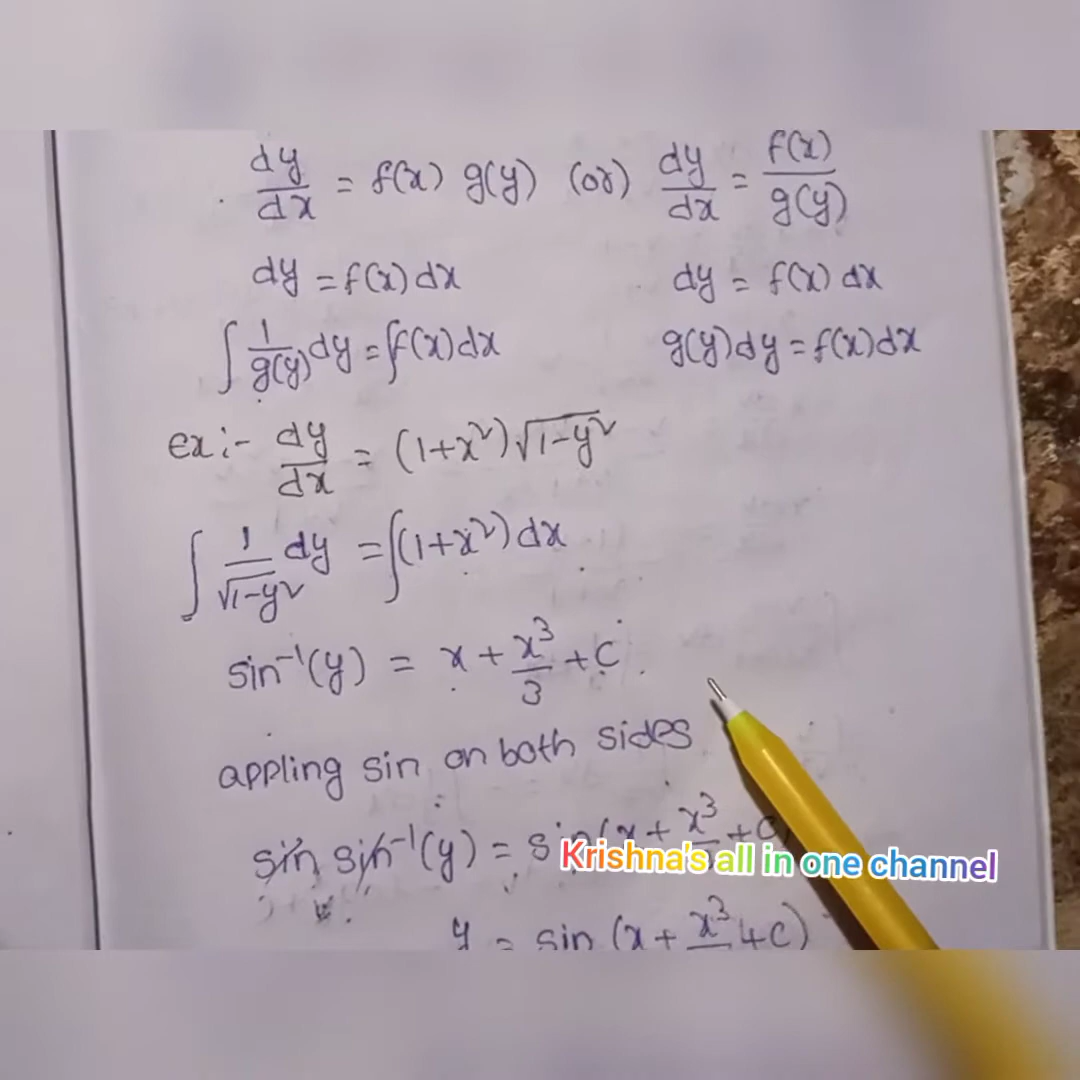 dy/dx = f(x) g(y) (or) dy/dx = f(x)/g(y)
dy = f(x) dx dy = f(x) dx
∫ 1/g(y) dy = ∫f(x)dx g(y)dy = f(x)dx
ex:- dy/dx = (1+x²)√1-y²
∫ 1/√1-y² dy = ∫(1+x²)dx
sin⁻¹(y) = x + x³/3 + c
appling sin on both sides
sin sin⁻¹(y) = sin(x + x³ + c)
Krishna's all in one channel
y = sin (x + x³ +c)